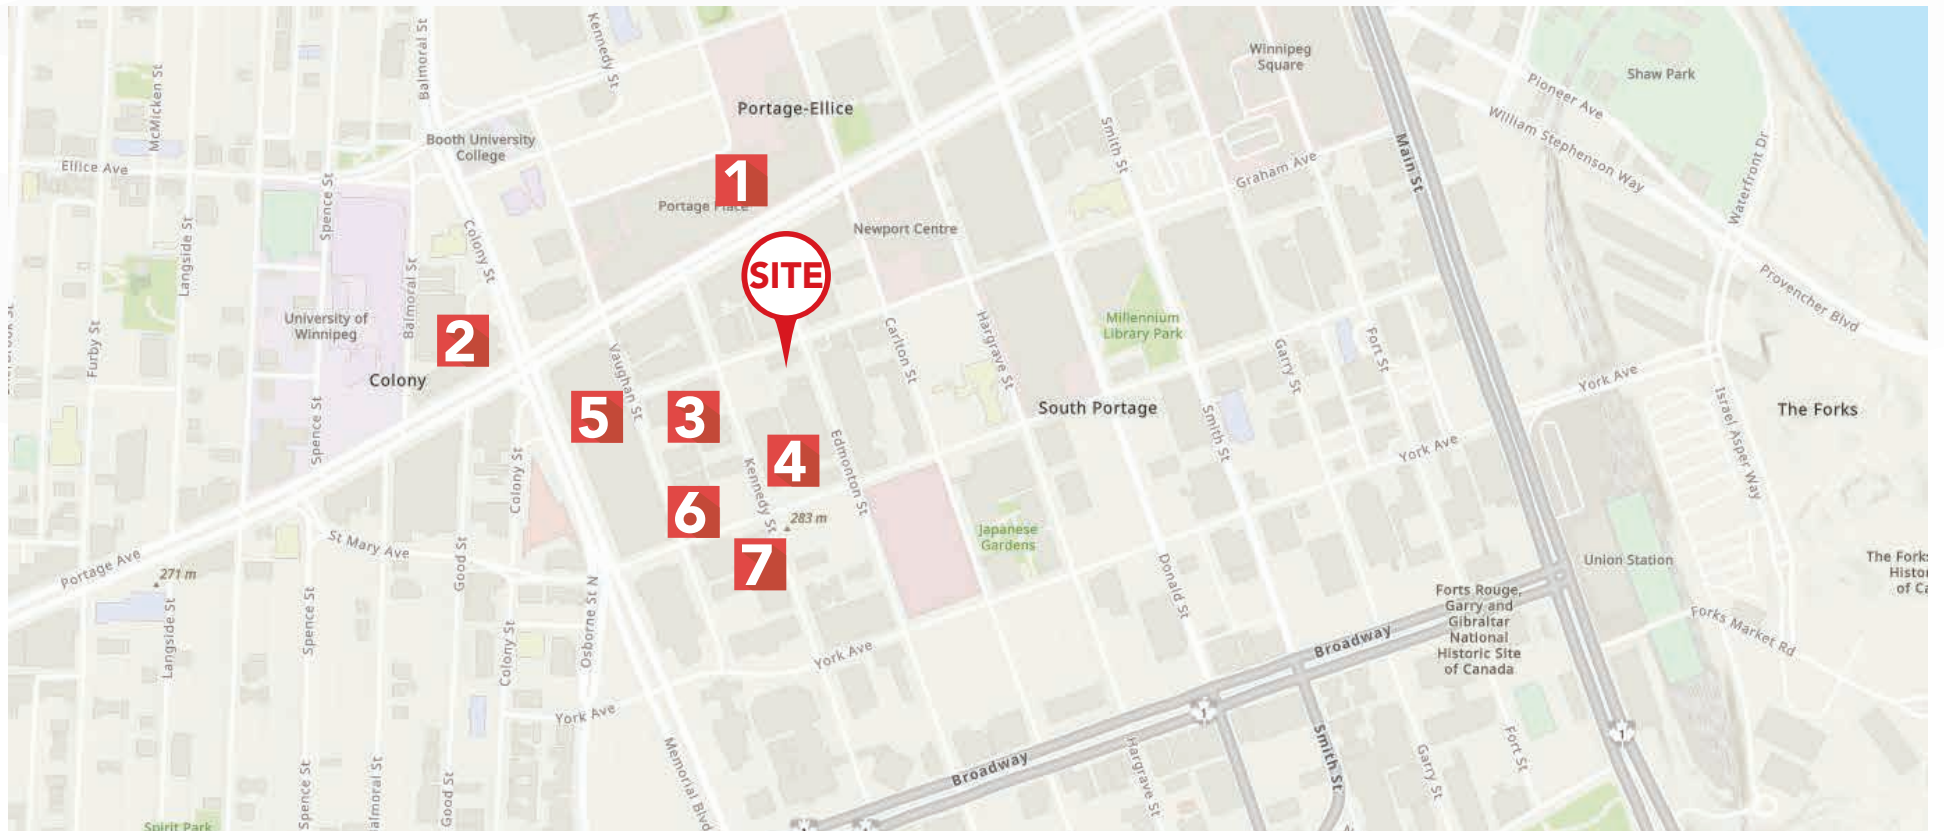 Balmoral St
Kennedy St
McMicken St
Portage-Ellice
Winnipeg
Square
Shaw Park
Pioneer Ave
William Stephenson Way
Booth University
College
Ellice Ave
Smith St
Graham Ave
Main St
Waterfront Dr
1
Portage Place
Spence St
Langside St
Colony St
Newport Centre
SITE
Balmoral St
University of
Winnipeg
2
Colony
Furby St
Vaughan St
Carlton St
Hargrave St
Millennium
Library Park
Garry St
Fort St
Provencher Blvd
York Ave
5
3
4
South Portage
The Forks
Israel Asper Way
Smith St
York Ave
Spence St
Colony St
Kennedy St
Edmonton St
6
283 m
7
Japanese
Gardens
St Mary Ave
Good St
Portage Ave
271 m
Langside St
Spence St
Colony St
Osborne St N
Donald St
Union Station
Forts Rouge,
Garry and
Gibraltar
National
Historic Site
of Canada
Forks Market Rd
York Ave
Broadway
York Ave
1
1
Memorial Blvd
Broadway
Hargrave St
Smith St
Garry St
Fort St
Spence St
Good St
Spirit Park